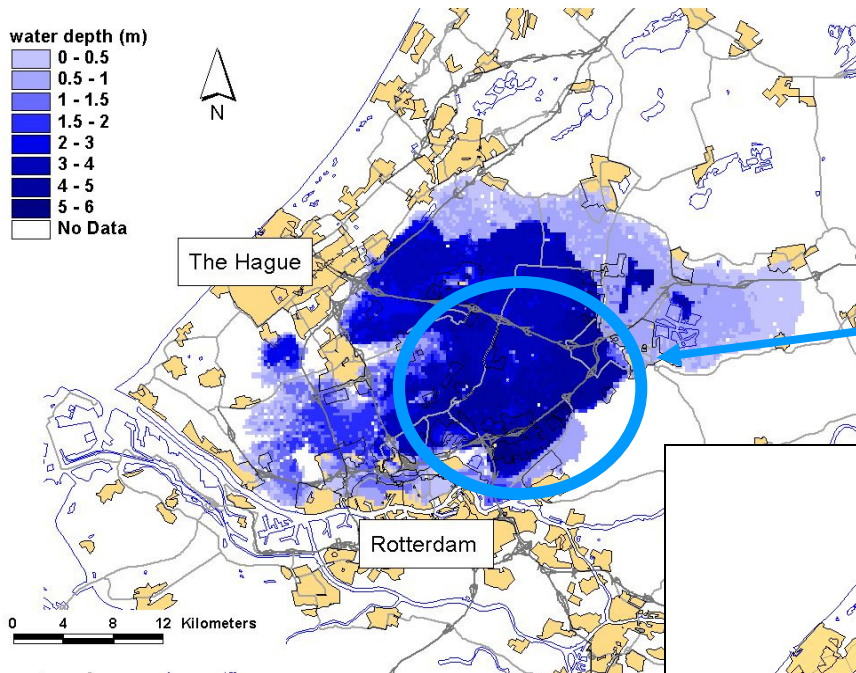 water depth (m)
0 - 0.5
0.5 - 1
1 - 1.5
1.5 - 2
2 - 3
3 - 4
4 - 5
5 - 6
No Data
N
The Hague
Rotterdam
0 4 8 12 Kilometers